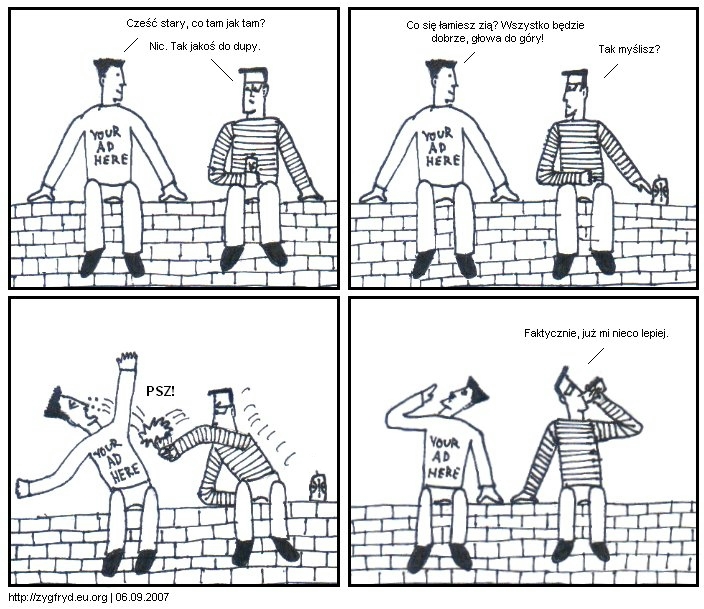 Cześć stary, co tam jak tam?
Nic. Tak jakoś do dupy.
YOUR
AD
HERE
Co się łamiesz zią? Wszystko będzie
dobrze, głowa do góry!
Tak myślisz?
YOUR
AD
HERE
PSZ!
YOUR
AD
HERE
Faktycznie, już mi nieco lepiej.
YOUR
AD
HERE
http://zygfryd.eu.org | 06.09.2007